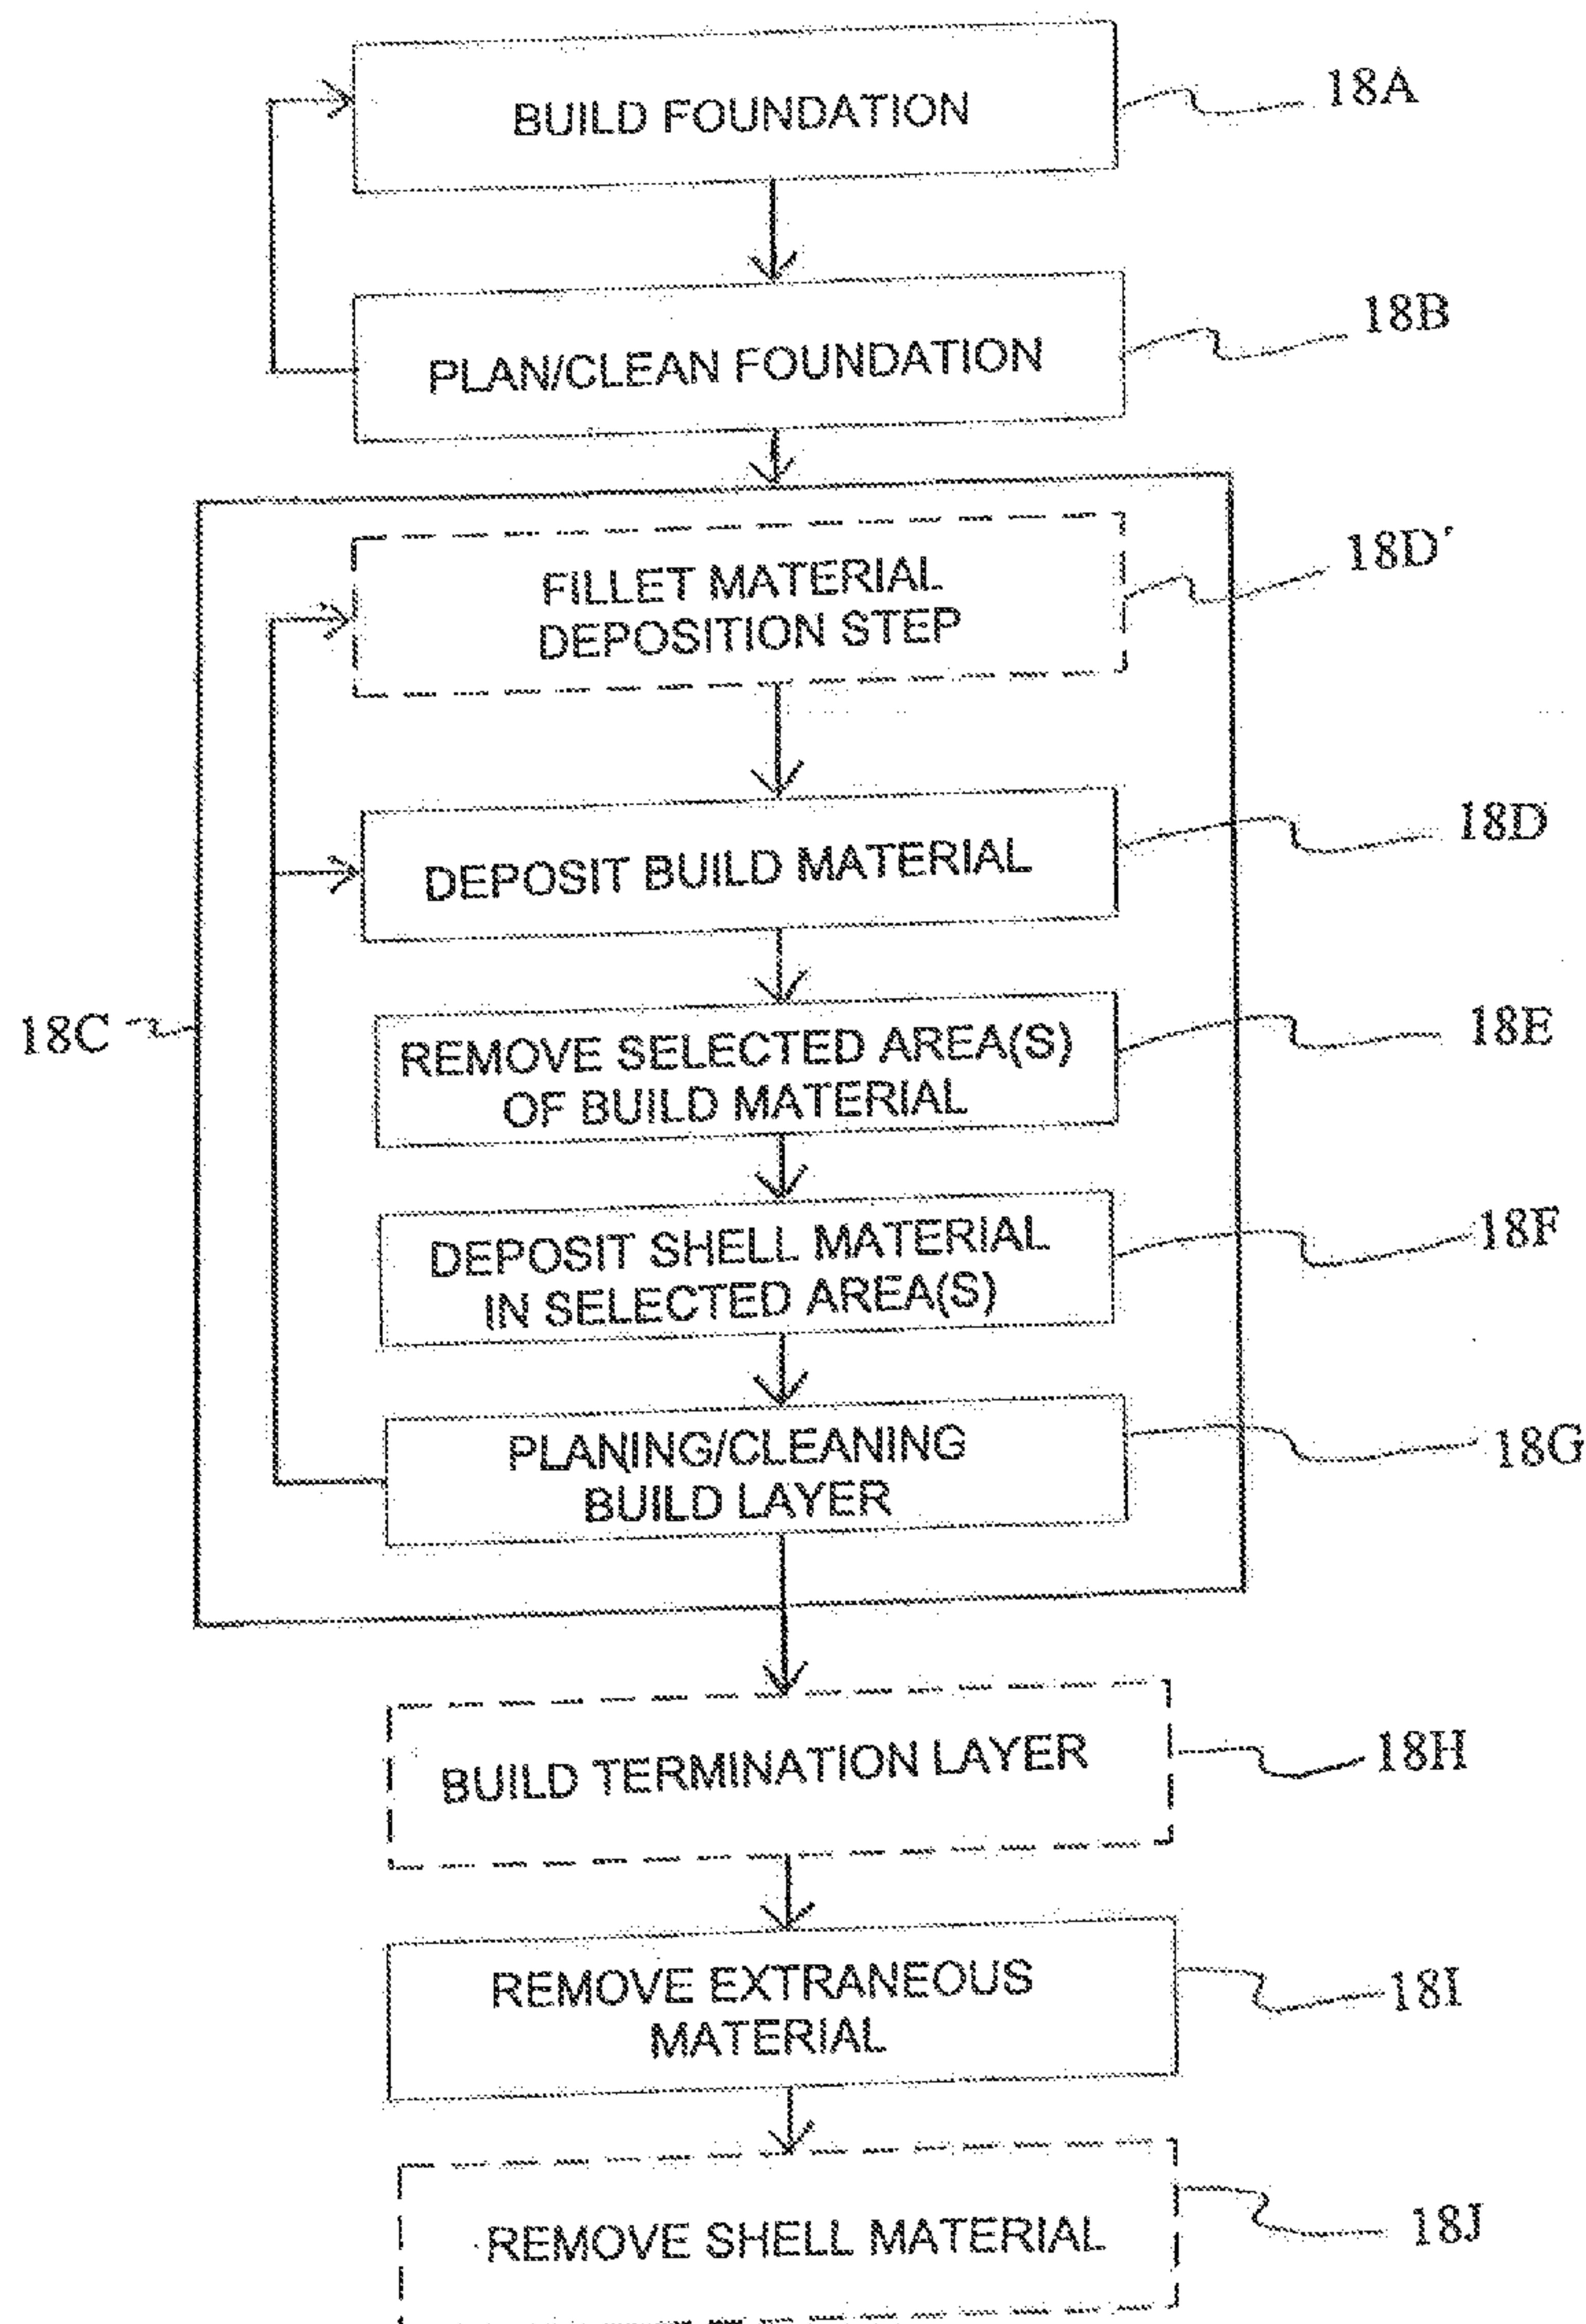 BUILD FOUNDATION
18A
PLAN/CLEAN FOUNDATION
18B
FILLET MATERIAL
DEPOSITION STEP
18D'
DEPOSIT BUILD MATERIAL
18D
18C
REMOVE SELECTED AREA(S)
OF BUILD MATERIAL
18E
DEPOSIT SHELL MATERIAL
IN SELECTED AREA(S)
18F
PLANING/CLEANING
BUILD LAYER
18G
BUILD TERMINATION LAYER
18H
REMOVE EXTRANEOUS
MATERIAL
18I
REMOVE SHELL MATERIAL
18J